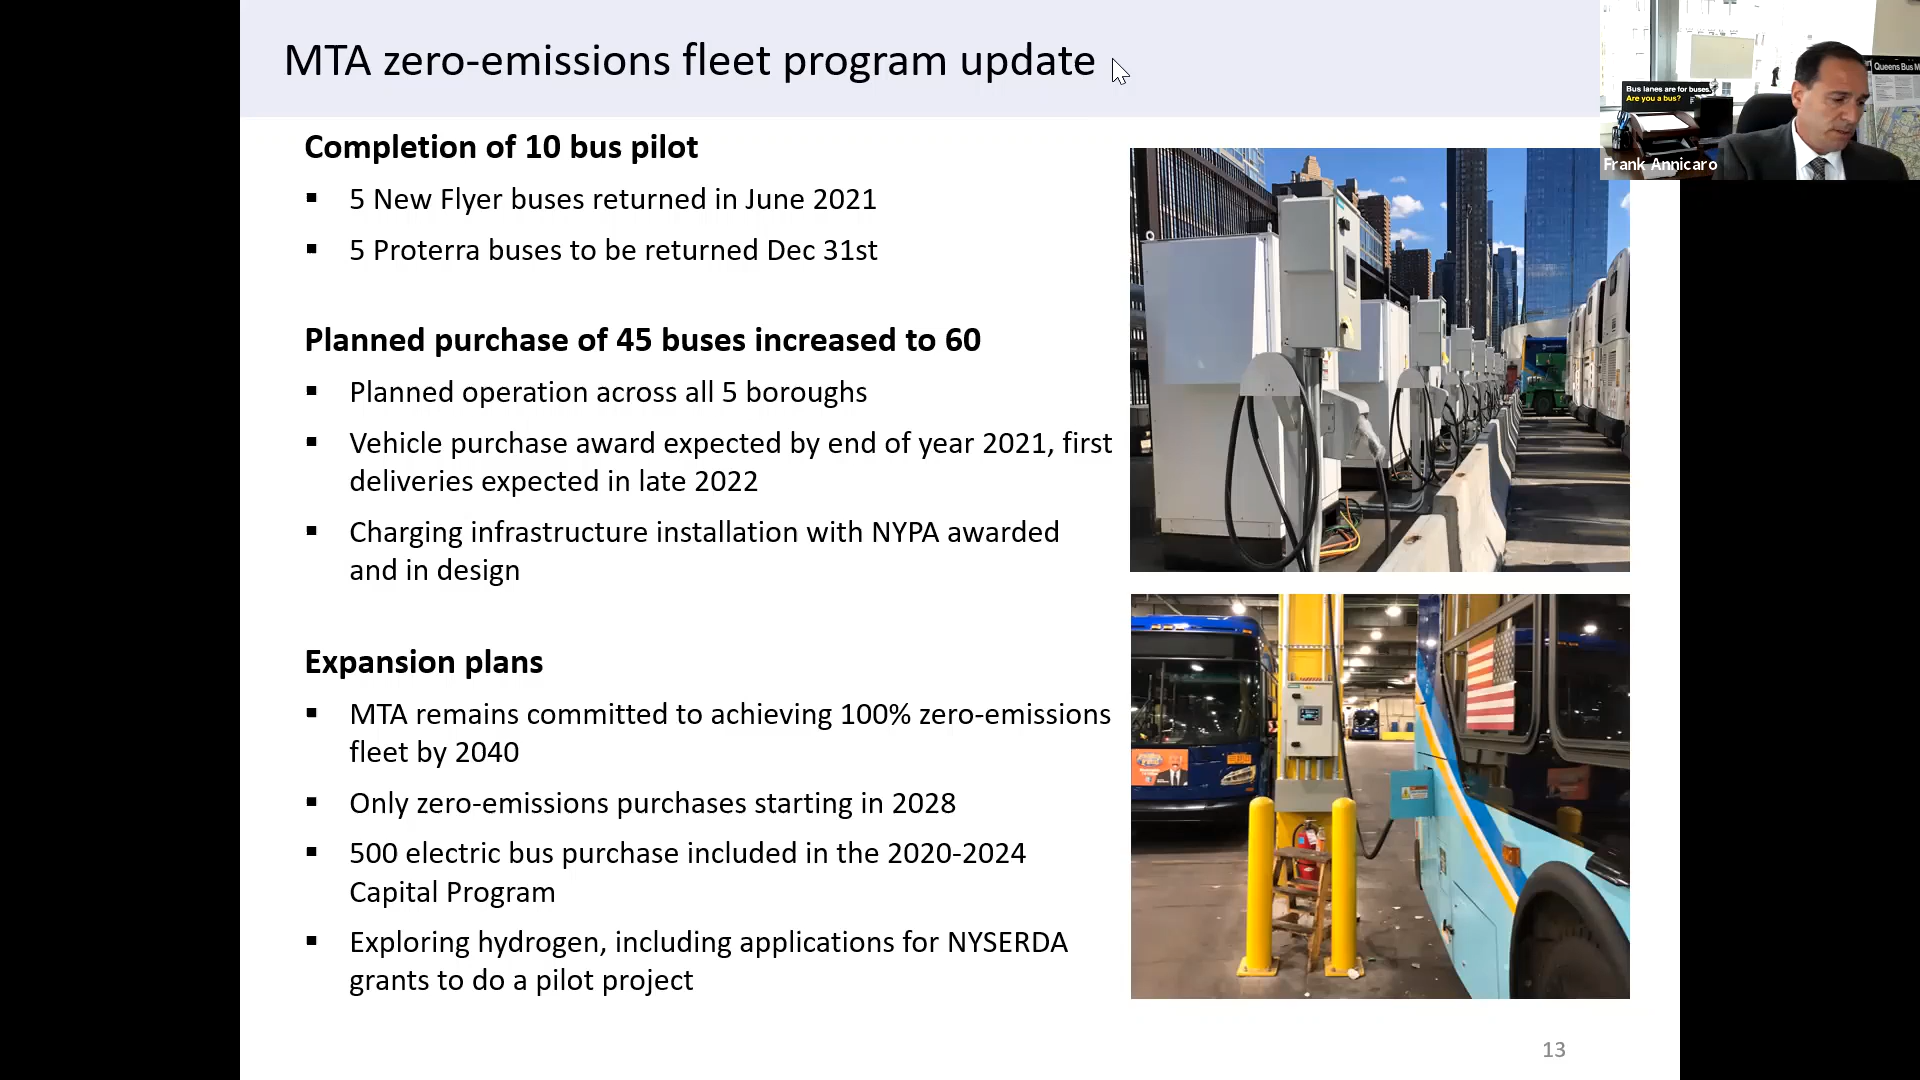 MTA zero-emissions fleet program update
Bus lanes are for buses.
Are you a bus?
Queens Bus M
Frank Annicaro
Completion of 10 bus pilot
▪ 5 New Flyer buses returned in June 2021
▪ 5 Proterra buses to be returned Dec 31st
Planned purchase of 45 buses increased to 60
▪ Planned operation across all 5 boroughs
▪ Vehicle purchase award expected by end of year 2021, first
deliveries expected in late 2022
▪ Charging infrastructure installation with NYPA awarded
and in design
Expansion plans
▪ MTA remains committed to achieving 100% zero-emissions
fleet by 2040
▪ Only zero-emissions purchases starting in 2028
▪ 500 electric bus purchase included in the 2020-2024
Capital Program
▪ Exploring hydrogen, including applications for NYSERDA
grants to do a pilot project
13